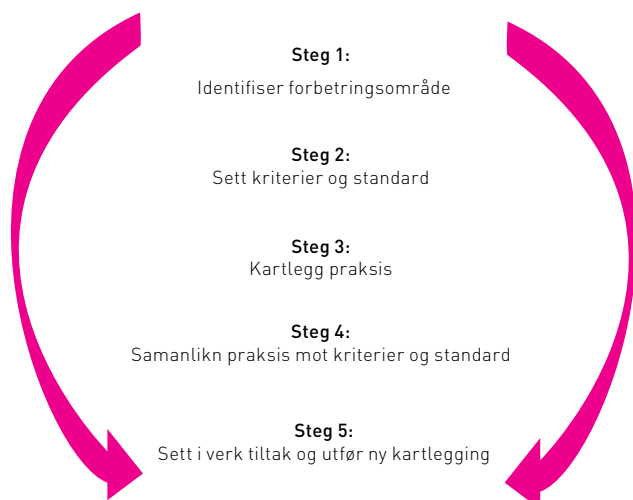 Steg 1:
Identifiser forbetringsområde
Steg 2:
Sett kriterier og standard
Steg 3:
Kartlegg praksis
Steg 4:
Samanlikn praksis mot kriterier og standard
Steg 5:
Sett i verk tiltak og utfør ny kartlegging